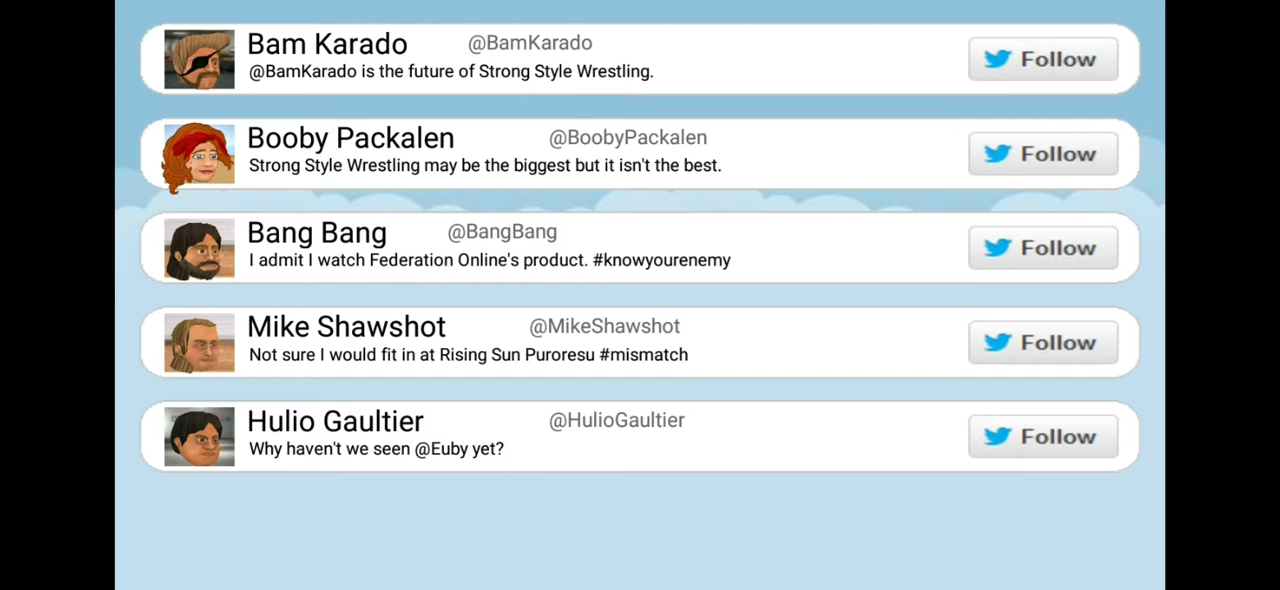 Bam Karado @BamKarado Follow
@BamKarado is the future of Strong Style Wrestling.
Booby Packalen @BoobyPackalen Follow
Strong Style Wrestling may be the biggest but it isn't the best.
Bang Bang @BangBang Follow
I admit I watch Federation Online's product. #knowyourenemy
Mike Shawshot @MikeShawshot Follow
Not sure I would fit in at Rising Sun Puroresu #mismatch
Hulio Gaultier @HulioGaultier Follow
Why haven't we seen @Euby yet?